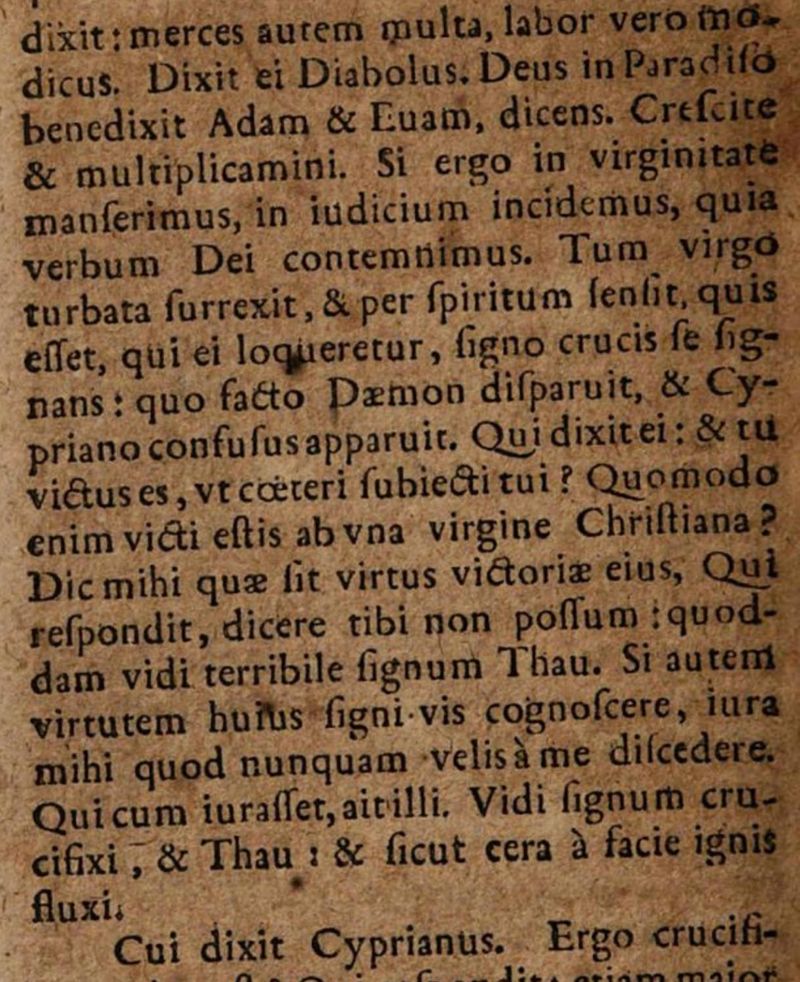 dixit: merces autem multa, labor vero mo-
dicus. Dixit ei Diabolus. Deus in Paradiſo
benedixit Adam & Euam, dicens. Creſcite
& multiplicamini. Si ergo in virginitate
manſerimus, in iudicium incidemus, quia
verbum Dei contemnimus. Tum virgo
turbata ſurrexit, & per ſpiritum ſenſit, quis
eſſet, qui ei loqueretur, ſigno crucis ſe ſig-
nans: quo facto Dæmon diſparuit, & Cy-
priano confuſus apparuit. Qui dixit ei: & tu
victus es, vt cœteri ſubiecti tui? Quomodo
enim victi eſtis ab vna virgine Chriſtiana?
Dic mihi quæ ſit virtus victoriæ eius, Qui
reſpondit, dicere tibi non poſſum: quod-
dam vidi terribile ſignum Thau. Si autem
virtutem huius ſigni vis cognoſcere, iura
mihi quod nunquam velis à me diſcedere.
Qui cum iuraſſet, ait illi. Vidi ſignum cru-
cifixi, & Thau: & ſicut cera à facie ignis
fluxi.
Cui dixit Cyprianus. Ergo crucifi-
etiam maior